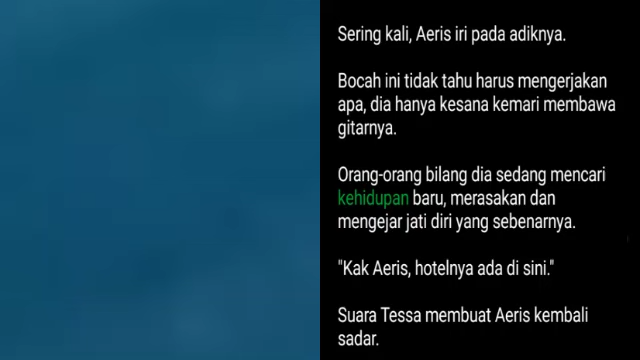 Sering kali, Aeris iri pada adiknya.
Bocah ini tidak tahu harus mengerjakan
apa, dia hanya kesana kemari membawa
gitarnya.
Orang-orang bilang dia sedang mencari
kehidupan baru, merasakan dan
mengejar jati diri yang sebenarnya.
"Kak Aeris, hotelnya ada di sini."
Suara Tessa membuat Aeris kembali
sadar.